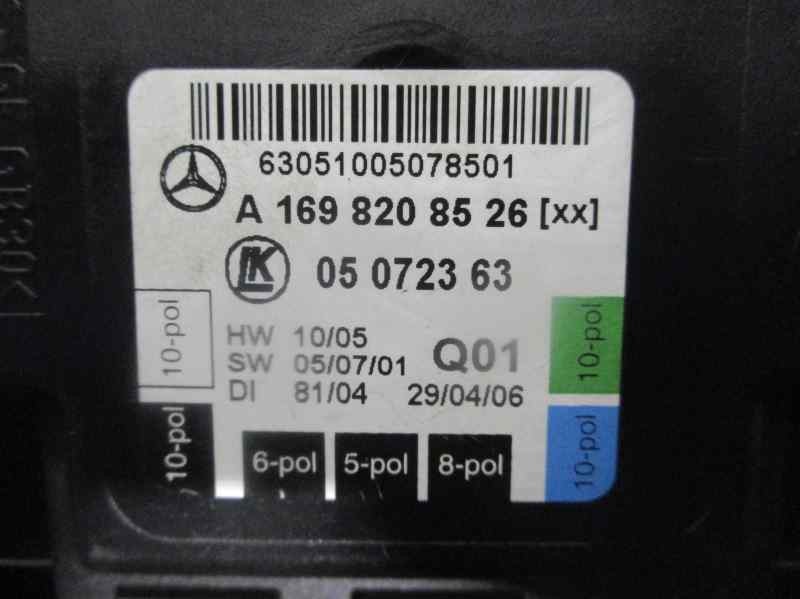 63051005078501
A 169 820 85 26 [xx]
LK
05 0723 63
HW 10/05
SW 05/07/01
Q01
DI 81/04 29/04/06
10-pol
10-pol
6-pol
5-pol
8-pol
10-pol
10-pol